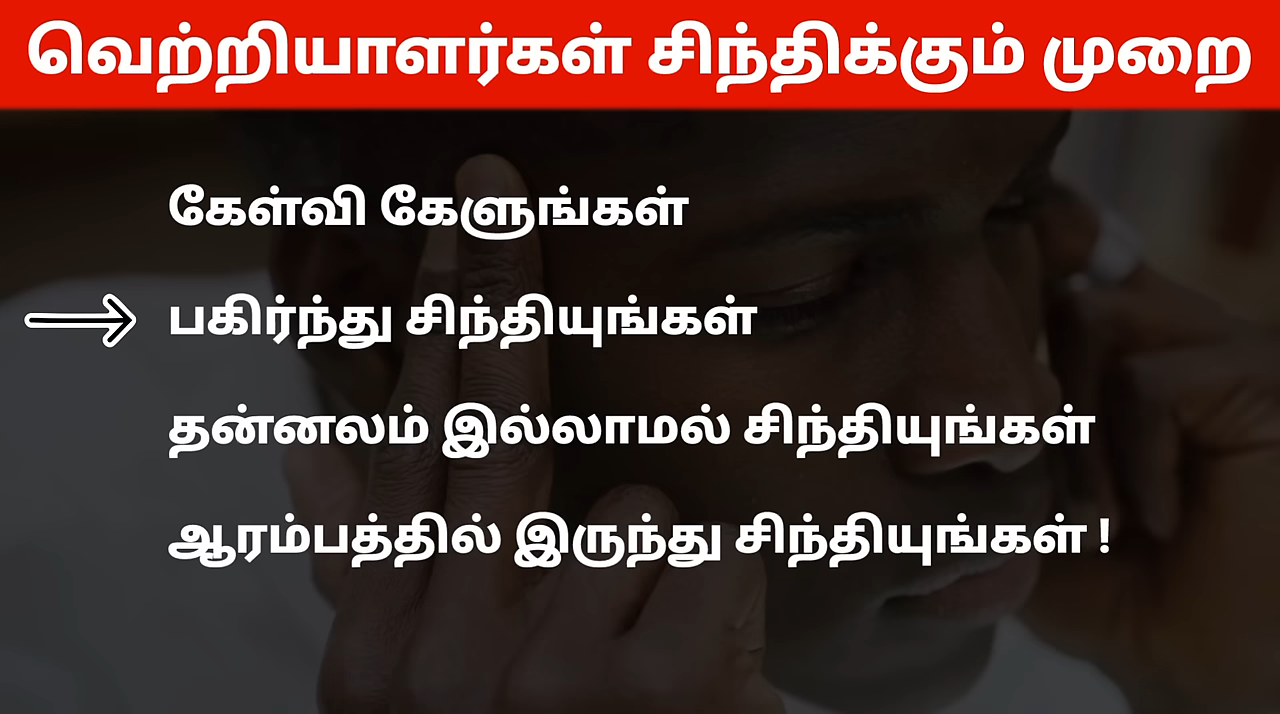 வெற்றியாளர்கள் சிந்திக்கும் முறை
கேள்வி கேளுங்கள்
பகிர்ந்து சிந்தியுங்கள்
தன்னலம் இல்லாமல் சிந்தியுங்கள்
ஆரம்பத்தில் இருந்து சிந்தியுங்கள் !